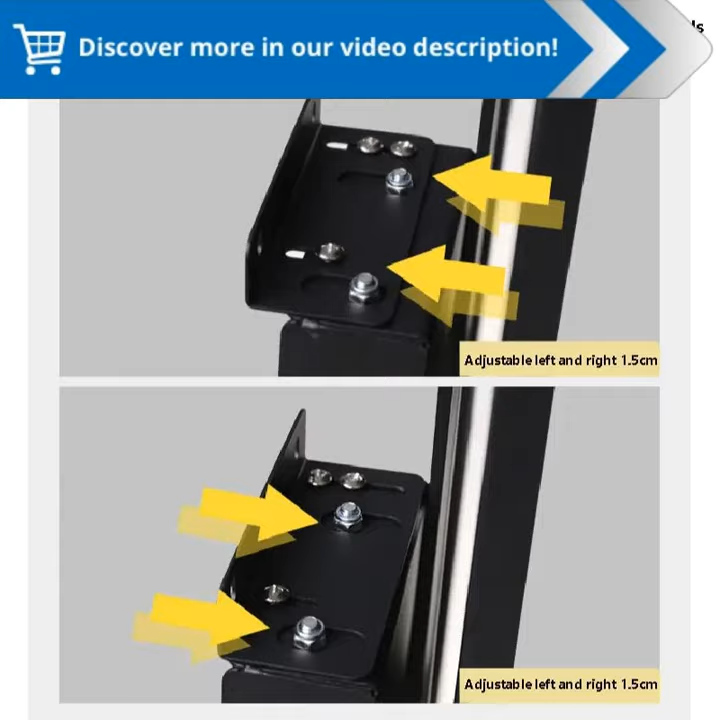 Discover more in our video description!
Adjustable left and right 1.5cm
Adjustable left and right 1.5cm